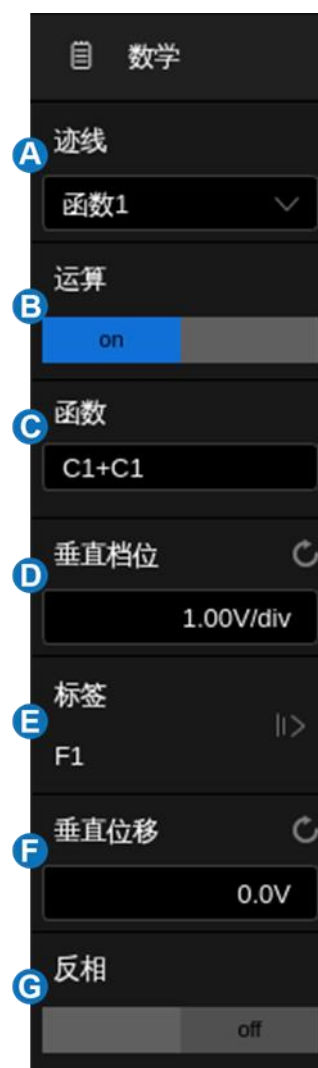 数学
A 迹线
函数1
运算
B
on
函数
C
C1+C1
垂直档位
D
1.00V/div
标签
E
F1
垂直位移
F
0.0V
反相
G
off